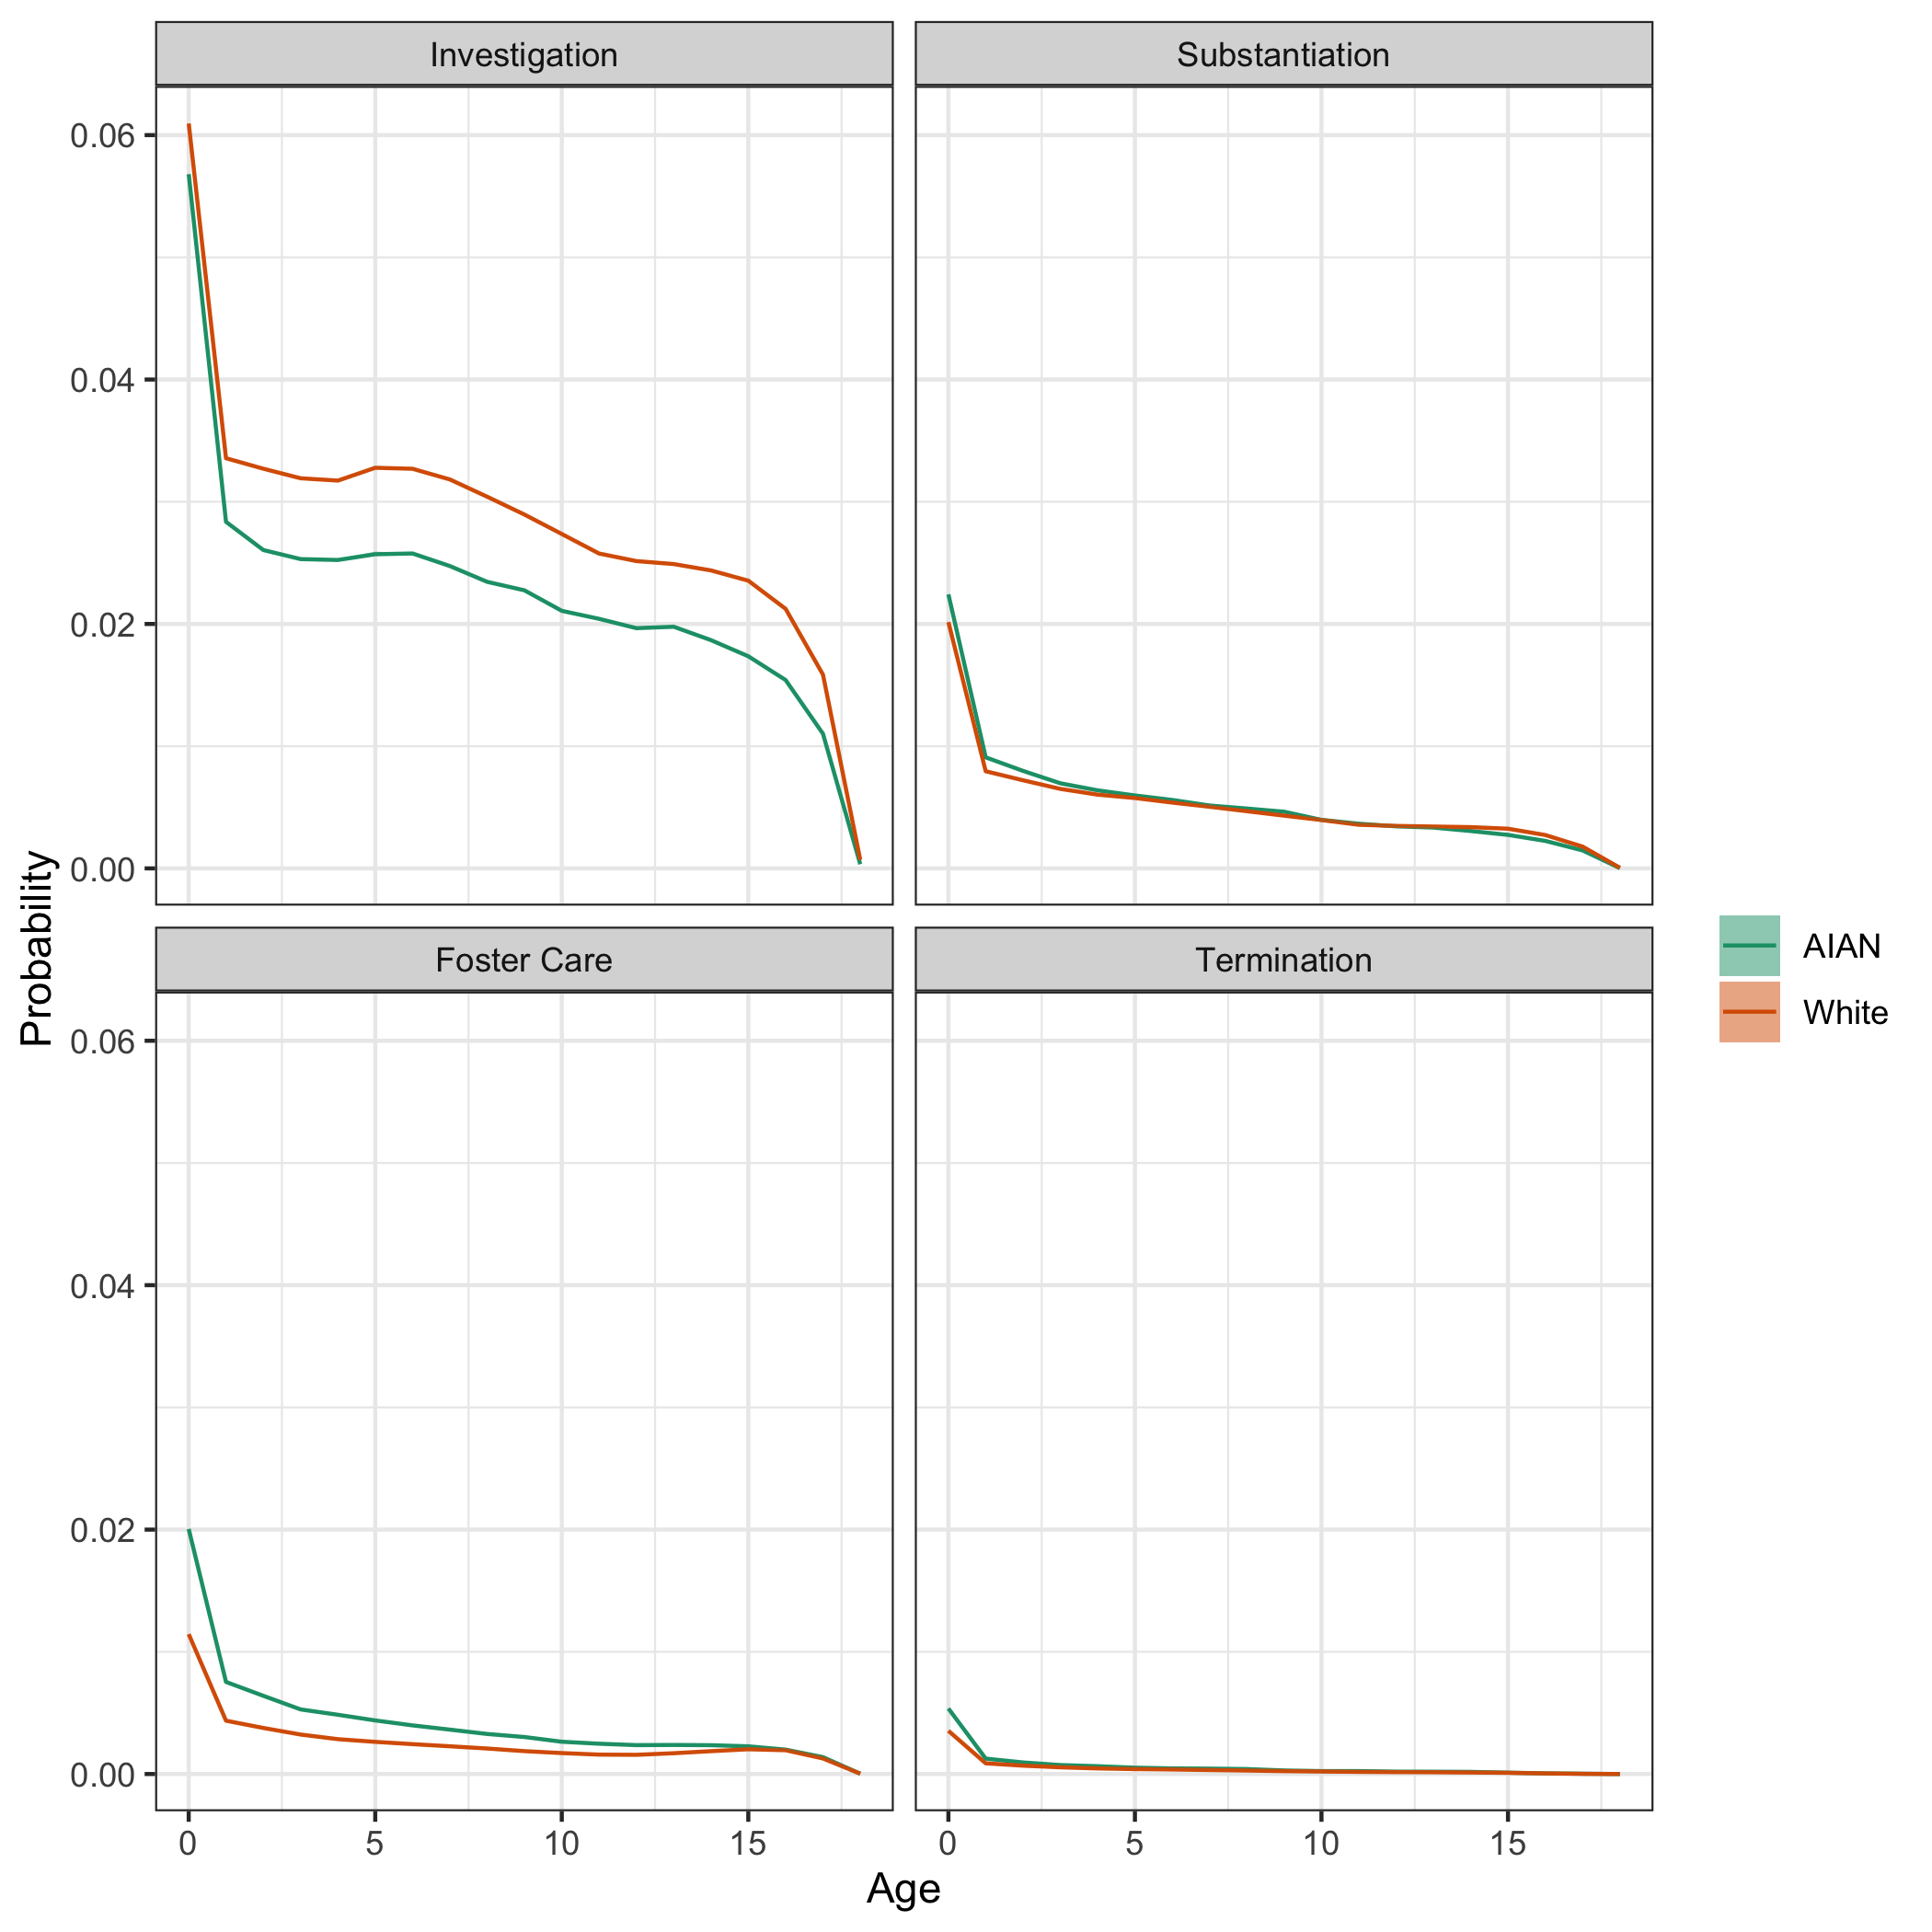 Investigation
Substantiation
0.06
0.04
0.02
0.00
Foster Care
Termination
0.06
0.04
0.02
0.00
0 5 10 15
0 5 10 15
Age
Probability
AIAN
White